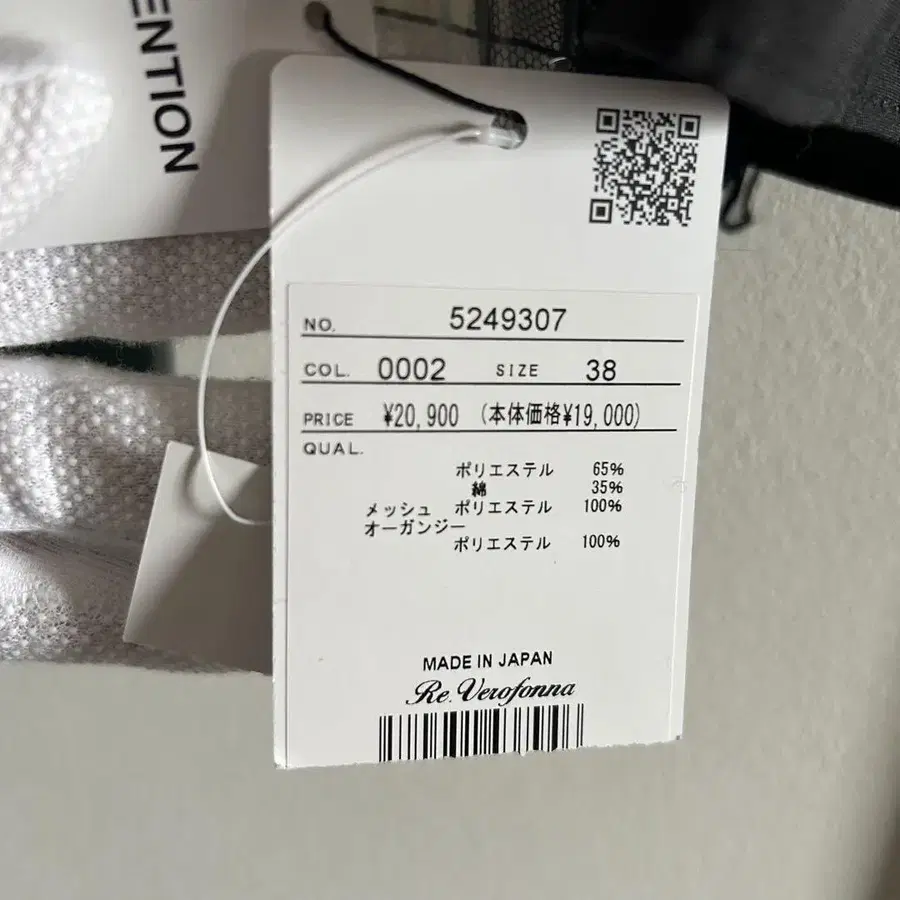 ENTION
NO. 5249307
COL. 0002 SIZE 38
PRICE ¥20,900 (本体価格¥19,000)
QUAL.
ポリエステル 65%
綿 35%
メッシュ ポリエステル 100%
オーガンジー
ポリエステル 100%
MADE IN JAPAN
Re. Verofonna